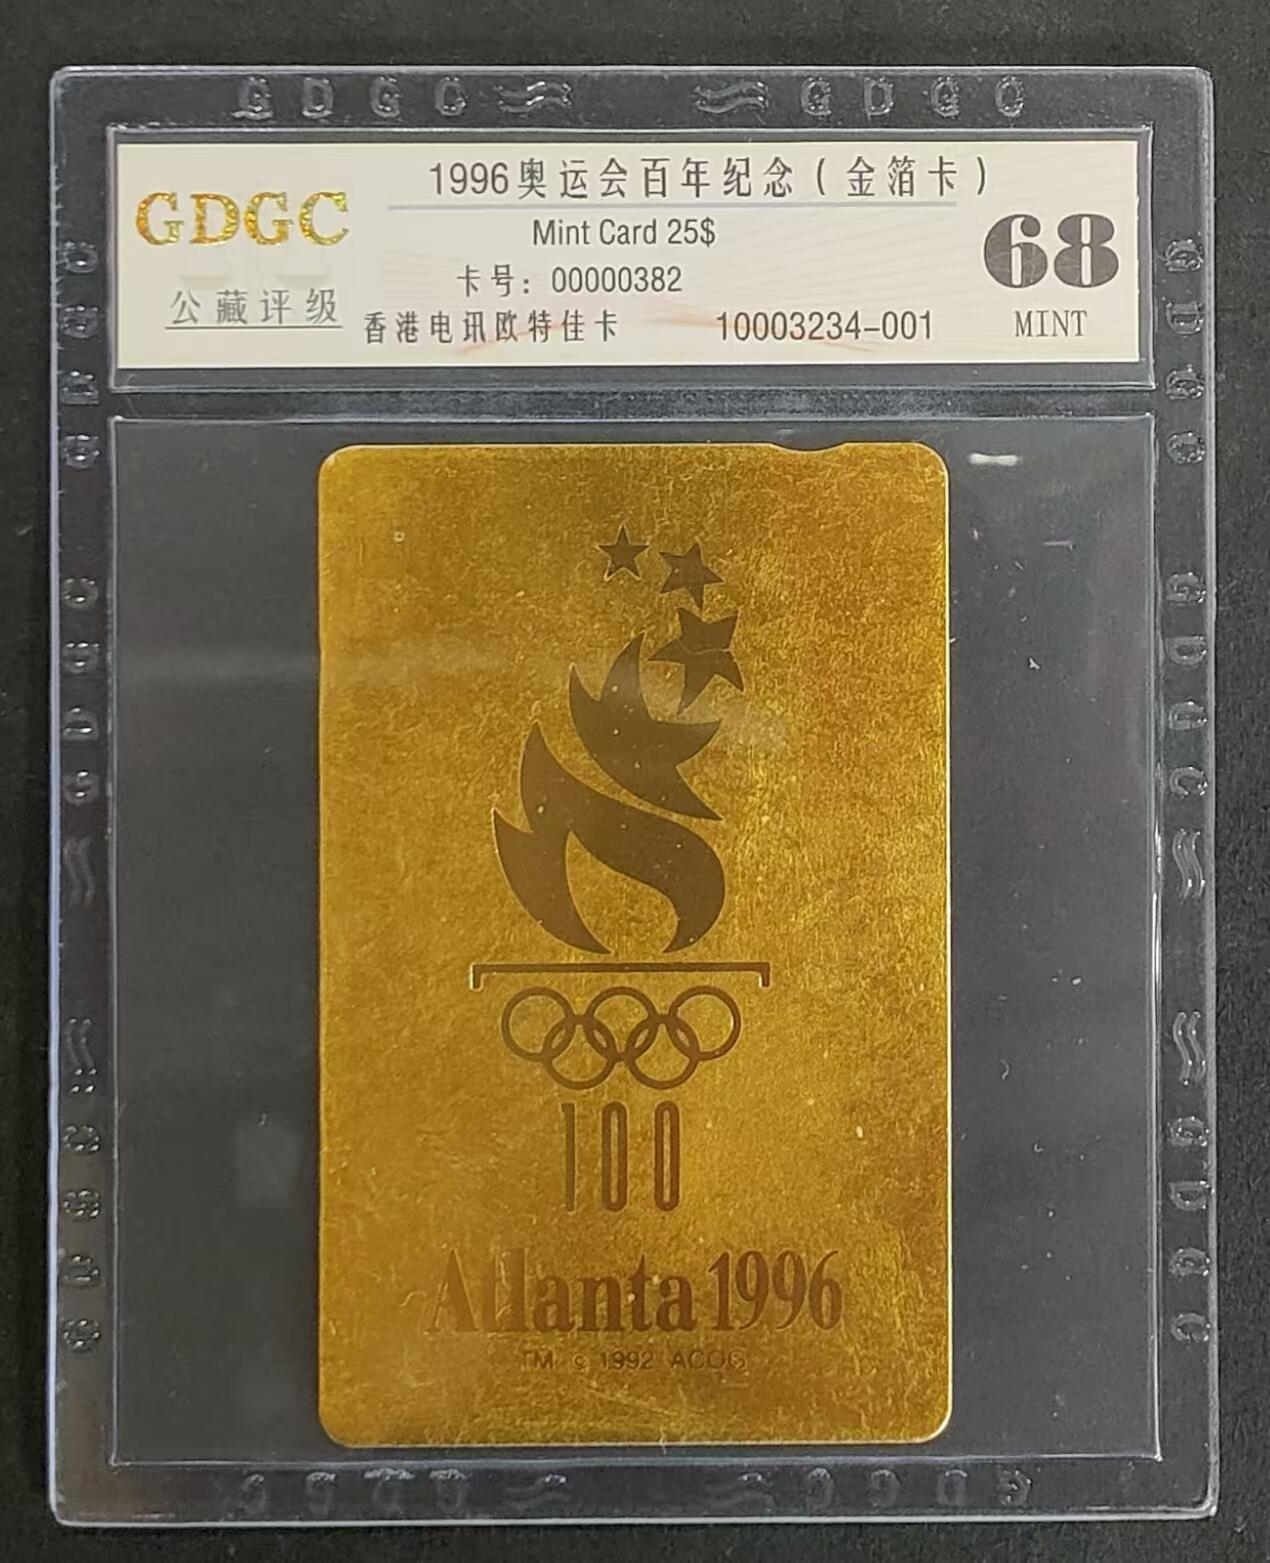 GDGC GDGC
1996奥运会百年纪念(金箔卡)
GDGC
Mint Card 25$
68
卡号: 00000382
公藏评级
香港电讯欧特佳卡 10003234-001
MINT
100
Atlanta 1996
TM © 1992 ACOG